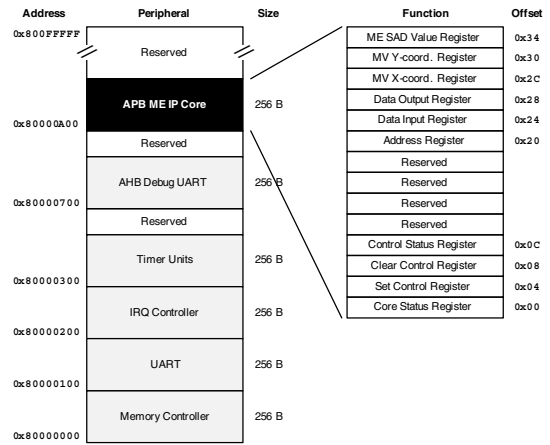 Address Peripheral Size Function Offset
0x800FFFFF
Reserved
APB ME IP Core 256 B
0x80000A00
Reserved
AHB Debug UART 256 B
0x80000700
Reserved
Timer Units 256 B
0x80000300
IRQ Controller 256 B
0x80000200
UART 256 B
0x80000100
Memory Controller 256 B
0x80000000
ME SAD Value Register 0x34
MV Y-coord. Register 0x30
MV X-coord. Register 0x2C
Data Output Register 0x28
Data Input Register 0x24
Address Register 0x20
Reserved
Reserved
Reserved
Reserved
Control Status Register 0x0C
Clear Control Register 0x08
Set Control Register 0x04
Core Status Register 0x00